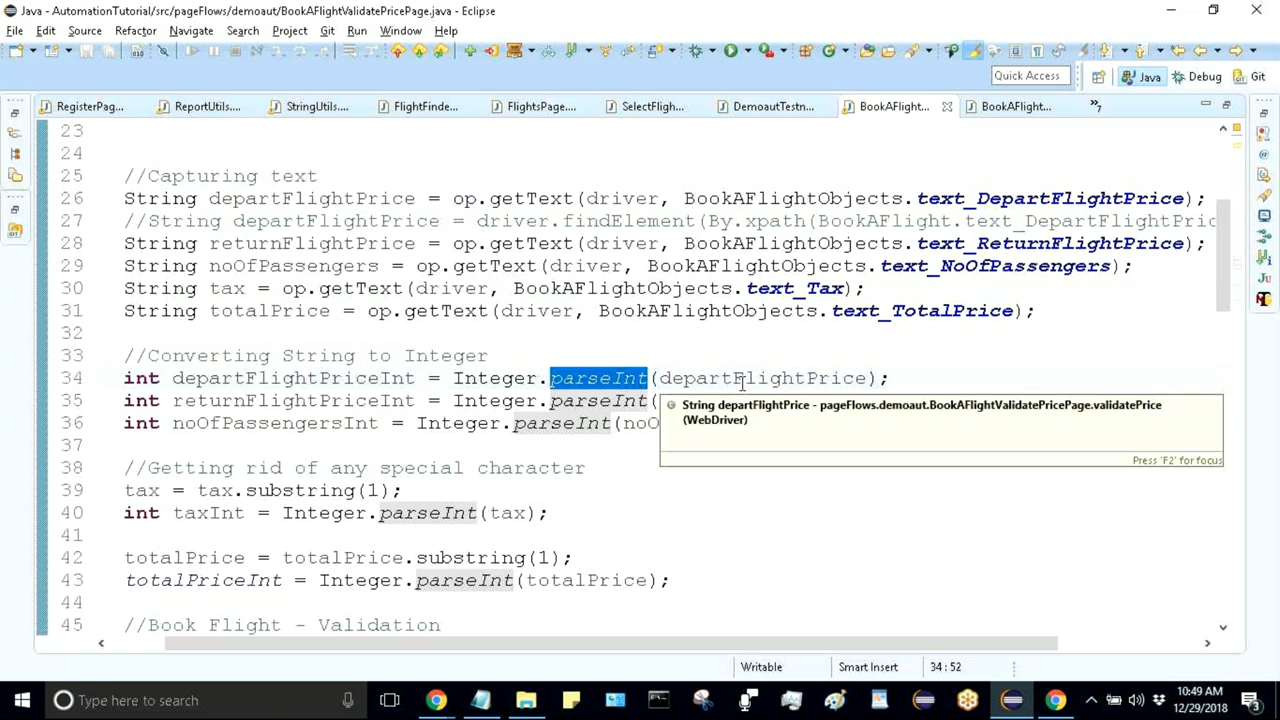 Java - AutomationTutorial/src/pageFlows/demoaut/BookAFlightValidatePricePage.java - Eclipse
File Edit Source Refactor Navigate Search Project Git Run Window Help
Quick Access Java Debug Git
RegisterPag... ReportUtils.... StringUtils.... FlightFinde... FlightsPage.... SelectFligh... DemoautTestn... BookAFlight... BookAFlight... »7
23
24
25 //Capturing text
26 String departFlightPrice = op.getText(driver, BookAFlightObjects.text_DepartFlightPrice);
27 //String departFlightPrice = driver.findElement(By.xpath(BookAFlight.text_DepartFlightPric
28 String returnFlightPrice = op.getText(driver, BookAFlightObjects.text_ReturnFlightPrice);
29 String noOfPassengers = op.getText(driver, BookAFlightObjects.text_NoOfPassengers);
30 String tax = op.getText(driver, BookAFlightObjects.text_Tax);
31 String totalPrice = op.getText(driver, BookAFlightObjects.text_TotalPrice);
32
33 //Converting String to Integer
34 int departFlightPriceInt = Integer.parseInt(departFlightPrice);
35 int returnFlightPriceInt = Integer.parseInt(
36 int noOfPassengersInt = Integer.parseInt(noO
String departFlightPrice - pageFlows.demoaut.BookAFlightValidatePricePage.validatePrice
(WebDriver)
Press 'F2' for focus
37
38 //Getting rid of any special character
39 tax = tax.substring(1);
40 int taxInt = Integer.parseInt(tax);
41
42 totalPrice = totalPrice.substring(1);
43 totalPriceInt = Integer.parseInt(totalPrice);
44
45 //Book Flight - Validation
Writable Smart Insert 34 : 52
Type here to search
10:49 AM
12/29/2018
3